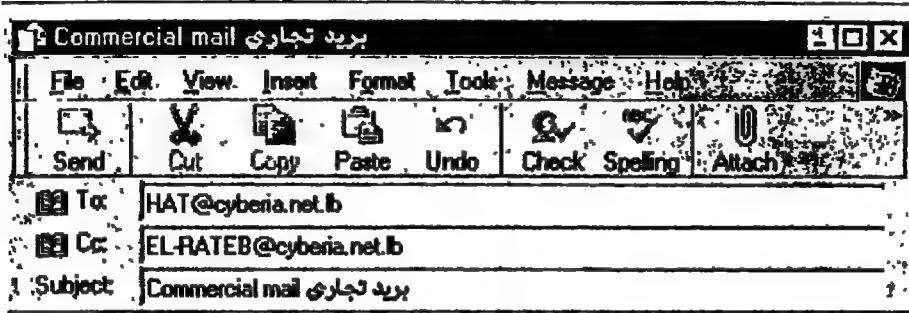 Commercial mail بريد تجاري
File Edit View Insert Format Tools Message Help
Send Cut Copy Paste Undo Check Spelling Attach
To: HAT@cyberia.net.lb
Cc: EL-RATEB@cyberia.net.lb
Subject: Commercial mail بريد تجاري